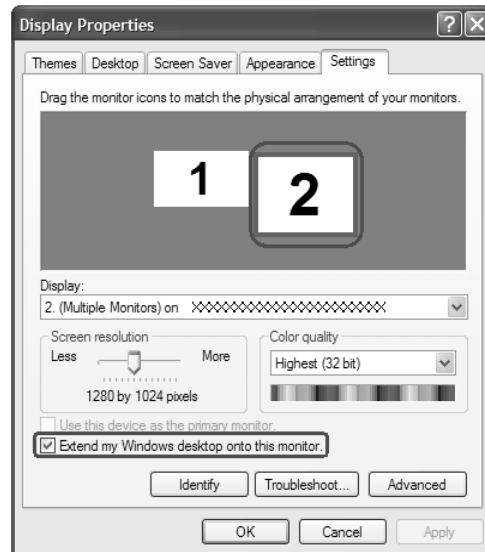 Display Properties
Themes Desktop Screen Saver Appearance Settings
Drag the monitor icons to match the physical arrangement of your monitors.
1 2
Display:
2. (Multiple Monitors) on XXXXXXXXXXXXXXXXXXXXXXX
Screen resolution
Less More
1280 by 1024 pixels
Color quality
Highest (32 bit)
Use this device as the primary monitor.
Extend my Windows desktop onto this monitor.
Identify Troubleshoot... Advanced
OK Cancel Apply